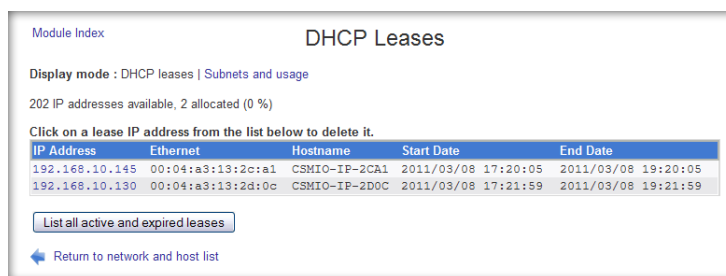 Module Index
DHCP Leases
Display mode : DHCP leases | Subnets and usage
202 IP addresses available, 2 allocated (0 %)
Click on a lease IP address from the list below to delete it.
IP Address Ethernet Hostname Start Date End Date
192.168.10.145 00:04:a3:13:2c:a1 CSMIO-IP-2CA1 2011/03/08 17:20:05 2011/03/08 19:20:05
192.168.10.130 00:04:a3:13:2d:0c CSMIO-IP-2D0C 2011/03/08 17:21:59 2011/03/08 19:21:59
List all active and expired leases
Return to network and host list